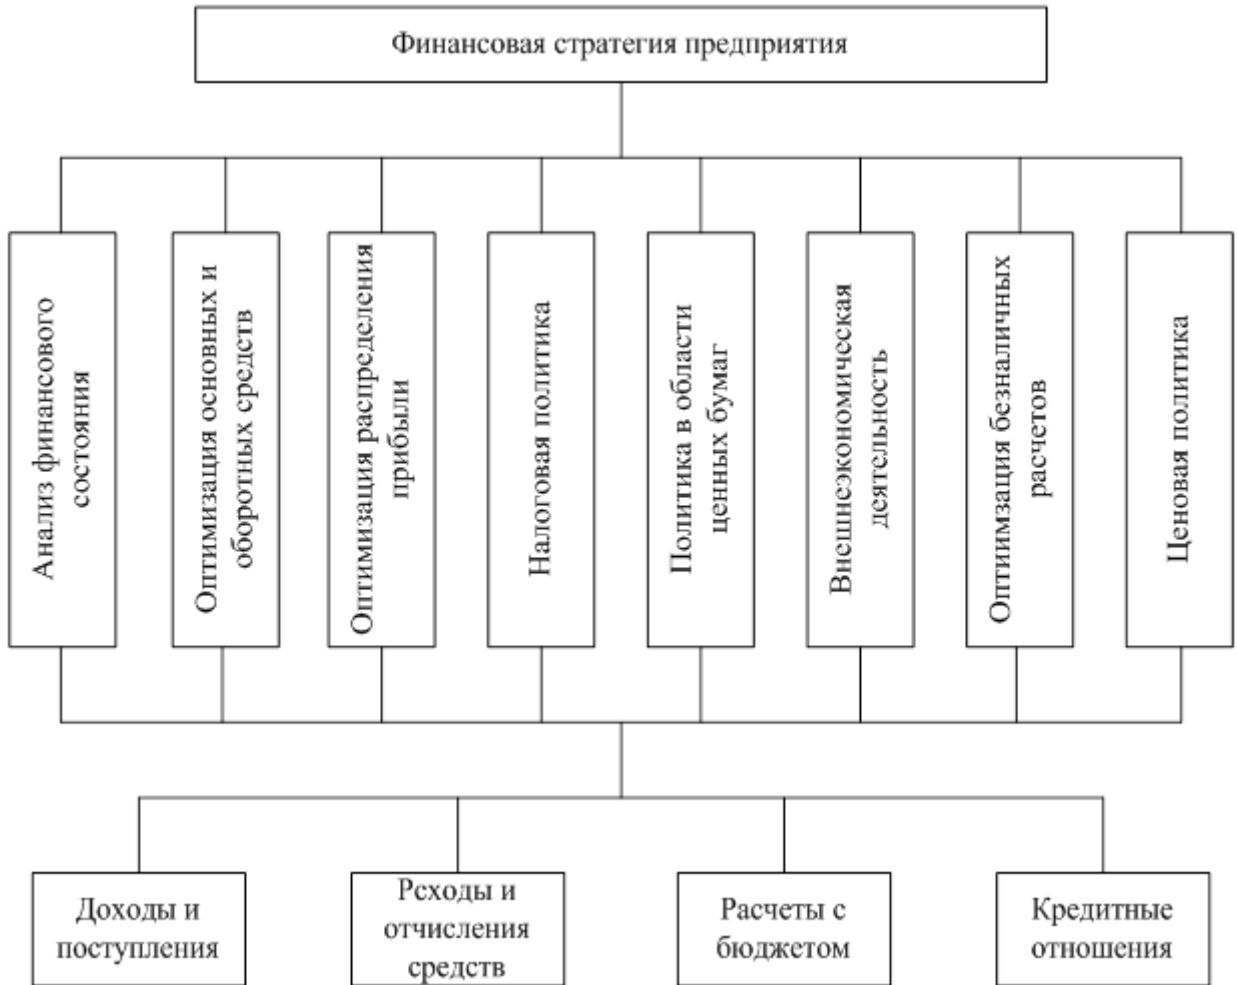 Финансовая стратегия предприятия
Анализ финансового
состояния
Оптимизация основных и
оборотных средств
Оптимизация распределения
прибыли
Налоговая политика
Политика в области
ценных бумаг
Внешнеэкономическая
деятельность
Оптиимзация безналичных
расчетов
Ценовая политика
Доходы и
поступления
Рсходы и
отчисления
средств
Расчеты с
бюджетом
Кредитные
отношения